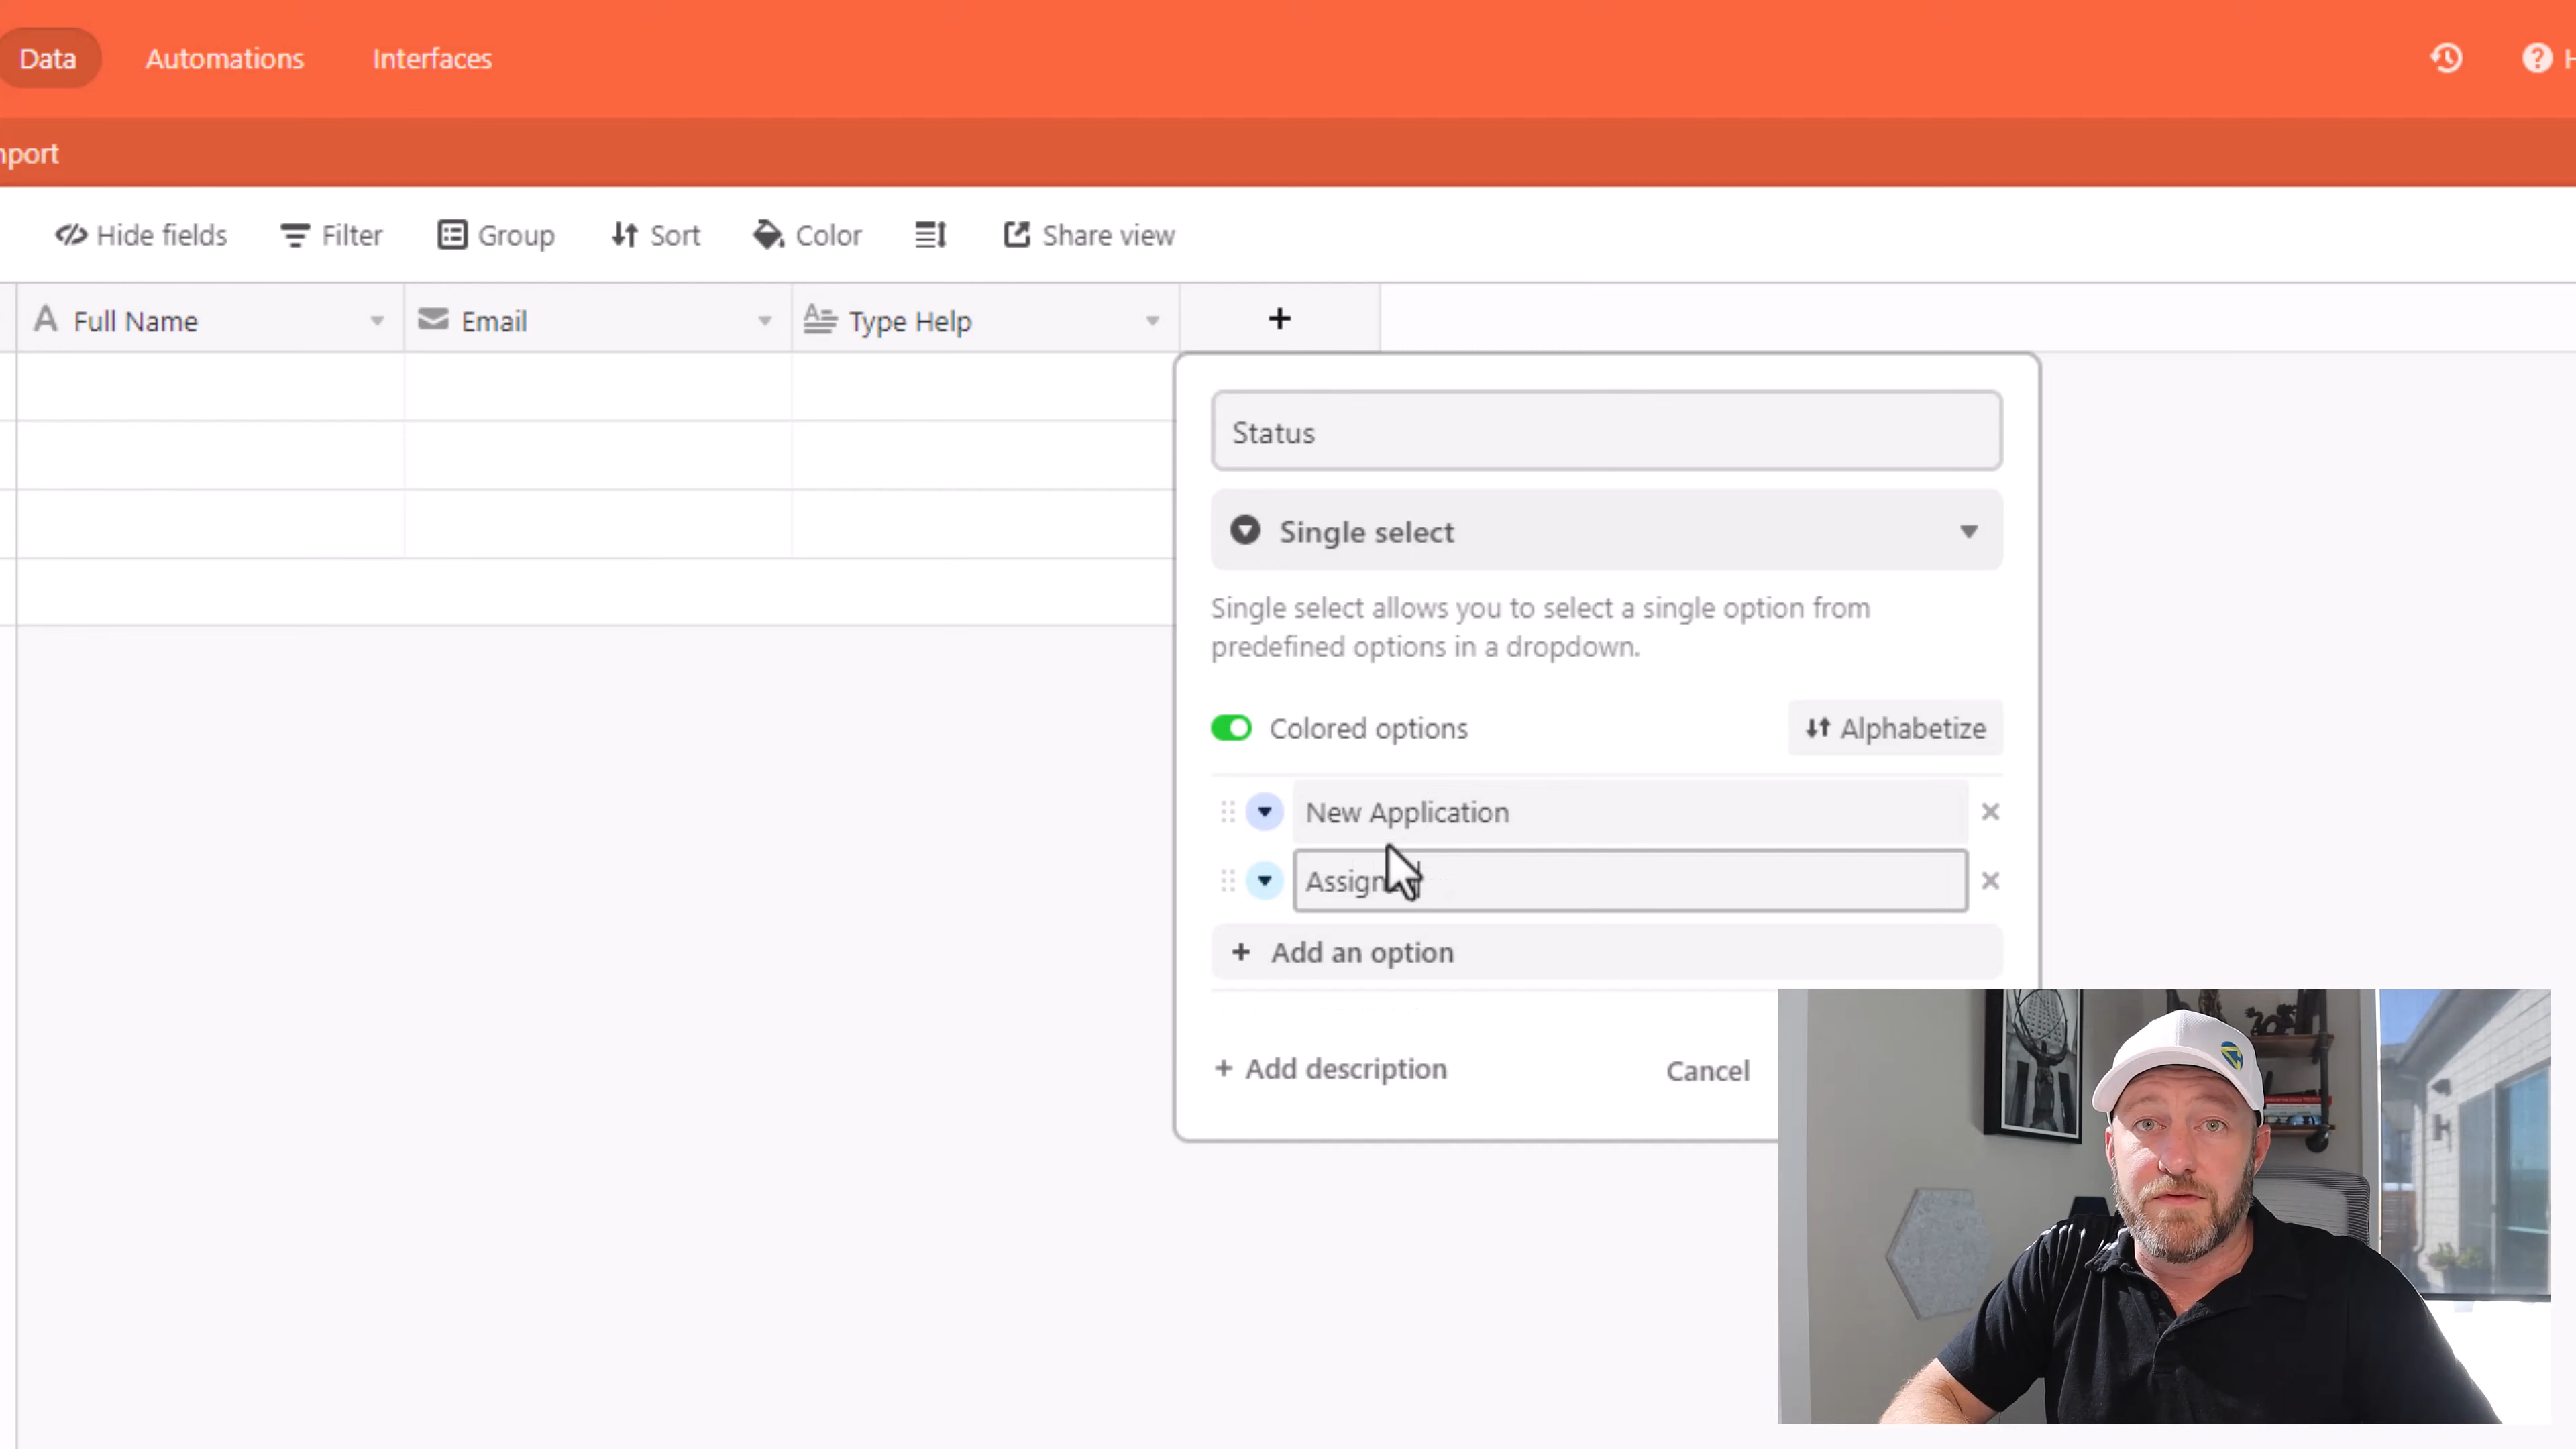 Data Automations Interfaces
nport
Hide fields Filter Group Sort Color Share view
Full Name Email Type Help
Status
Single select
Single select allows you to select a single option from
predefined options in a dropdown.
Colored options Alphabetize
New Application
+ Add an option
+ Add description Cancel